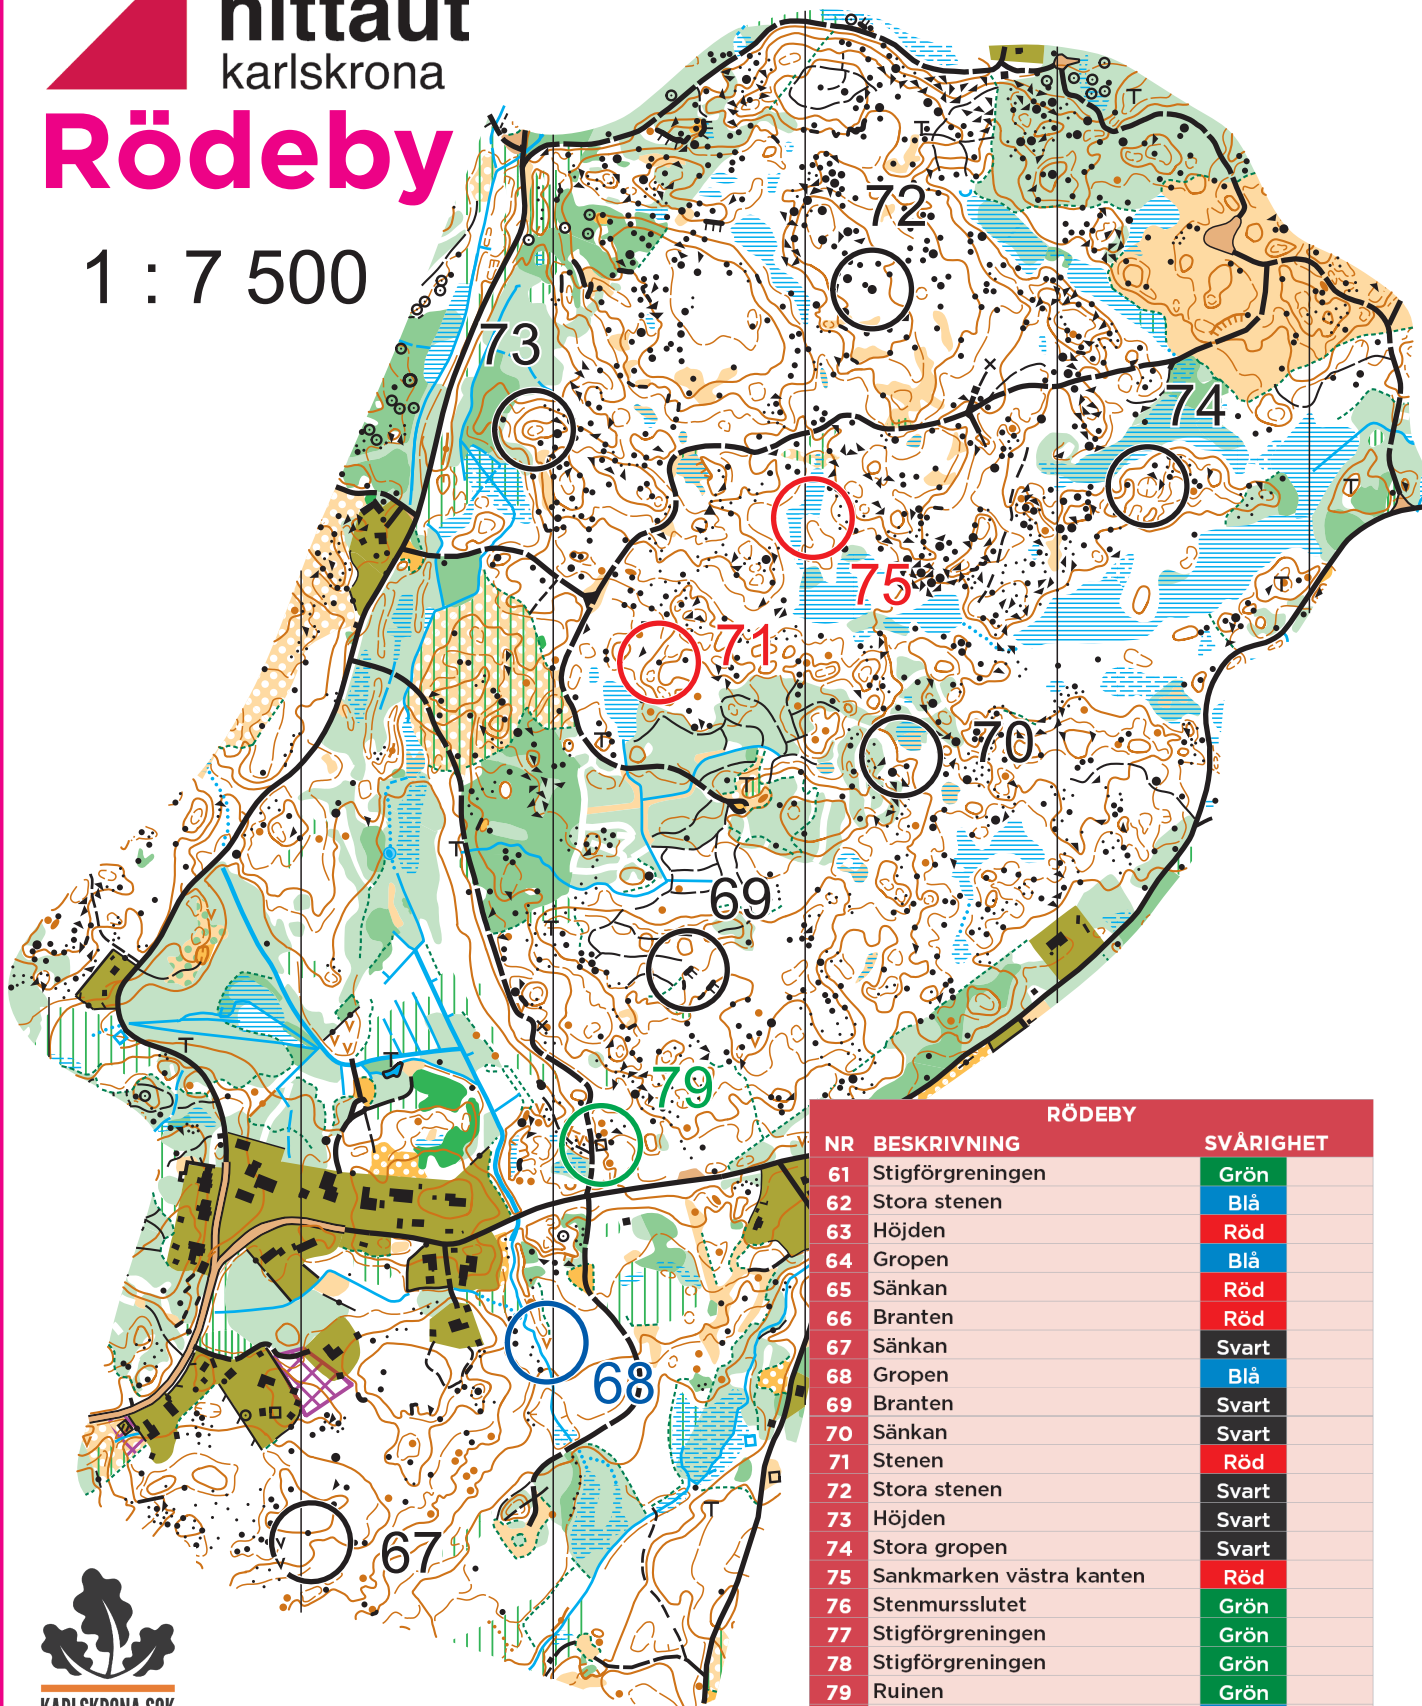 hittaut
karlskrona
Rödeby
1 : 7 500
72
73
74
75
71
70
69
79
68
67
RÖDEBY
NR BESKRIVNING SVÅRIGHET
61 Stigförgreningen Grön
62 Stora stenen Blå
63 Höjden Röd
64 Gropen Blå
65 Sänkan Röd
66 Branten Röd
67 Sänkan Svart
68 Gropen Blå
69 Branten Svart
70 Sänkan Svart
71 Stenen Röd
72 Stora stenen Svart
73 Höjden Svart
74 Stora gropen Svart
75 Sankmarken västra kanten Röd
76 Stenmursslutet Grön
77 Stigförgreningen Grön
78 Stigförgreningen Grön
79 Ruinen Grön
KARLSKRONA SOK